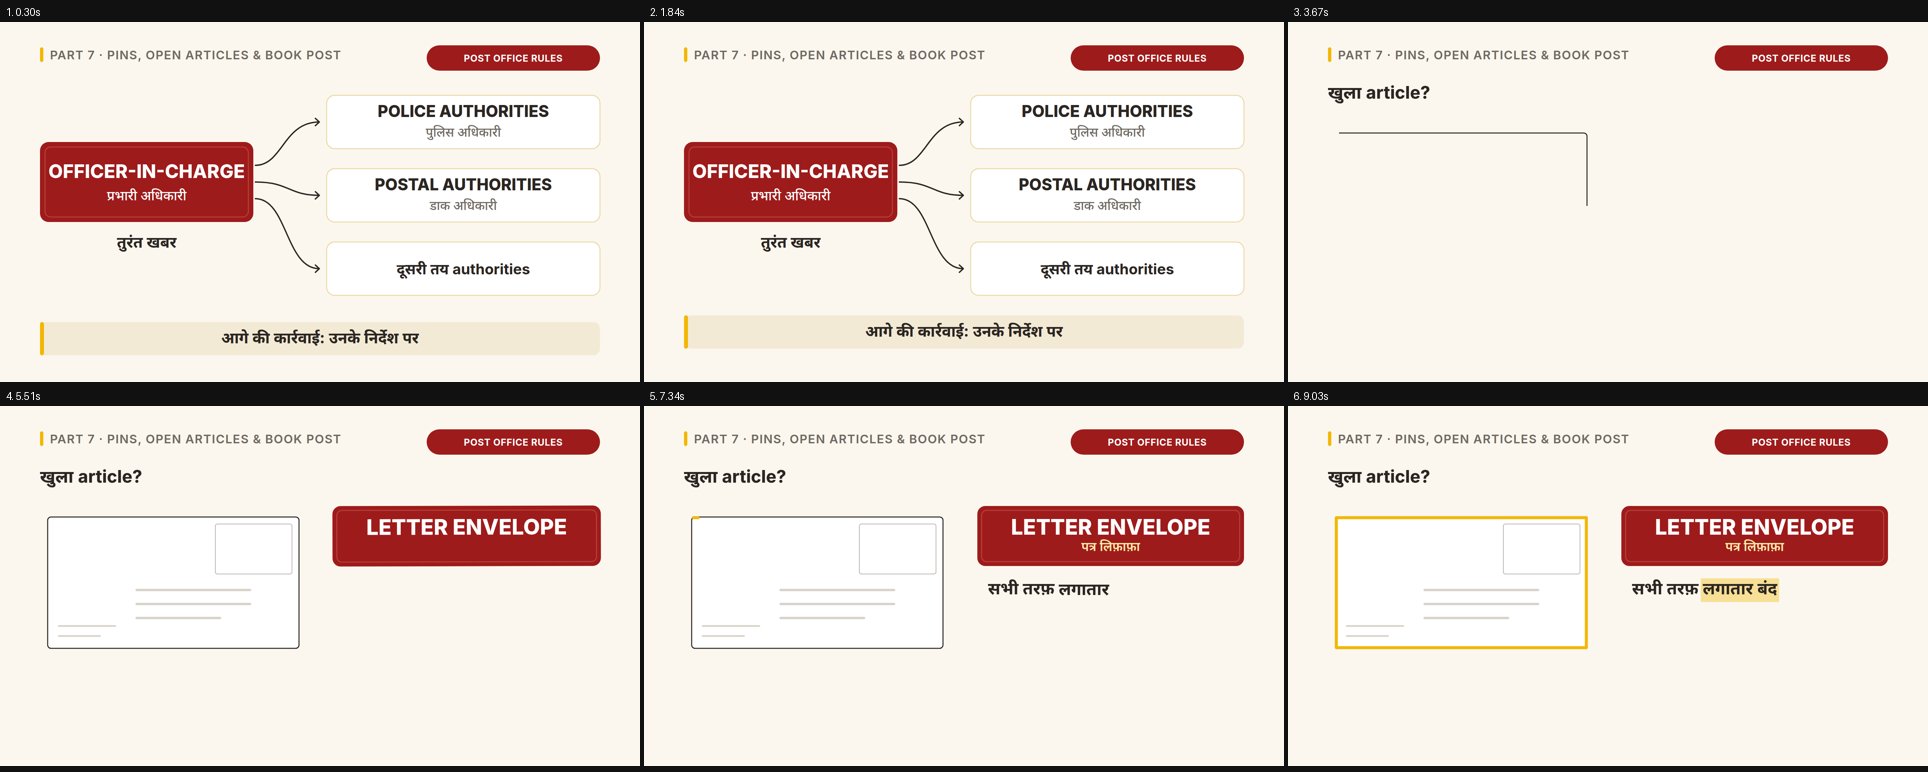 1. 0.30s
PART 7 · PINS, OPEN ARTICLES & BOOK POST
POST OFFICE RULES
OFFICER-IN-CHARGE
प्रभारी अधिकारी
तुरंत खबर
POLICE AUTHORITIES
पुलिस अधिकारी
POSTAL AUTHORITIES
डाक अधिकारी
दूसरी तय authorities
आगे की कार्रवाई: उनके निर्देश पर
2. 1.84s
PART 7 · PINS, OPEN ARTICLES & BOOK POST
POST OFFICE RULES
OFFICER-IN-CHARGE
प्रभारी अधिकारी
तुरंत खबर
POLICE AUTHORITIES
पुलिस अधिकारी
POSTAL AUTHORITIES
डाक अधिकारी
दूसरी तय authorities
आगे की कार्रवाई: उनके निर्देश पर
3. 3.67s
PART 7 · PINS, OPEN ARTICLES & BOOK POST
POST OFFICE RULES
खुला article?
4. 5.51s
PART 7 · PINS, OPEN ARTICLES & BOOK POST
POST OFFICE RULES
खुला article?
LETTER ENVELOPE
5. 7.34s
PART 7 · PINS, OPEN ARTICLES & BOOK POST
POST OFFICE RULES
खुला article?
LETTER ENVELOPE
पत्र लिफ़ाफ़ा
सभी तरफ़ लगातार
6. 9.03s
PART 7 · PINS, OPEN ARTICLES & BOOK POST
POST OFFICE RULES
खुला article?
LETTER ENVELOPE
पत्र लिफ़ाफ़ा
सभी तरफ़ लगातार बंद